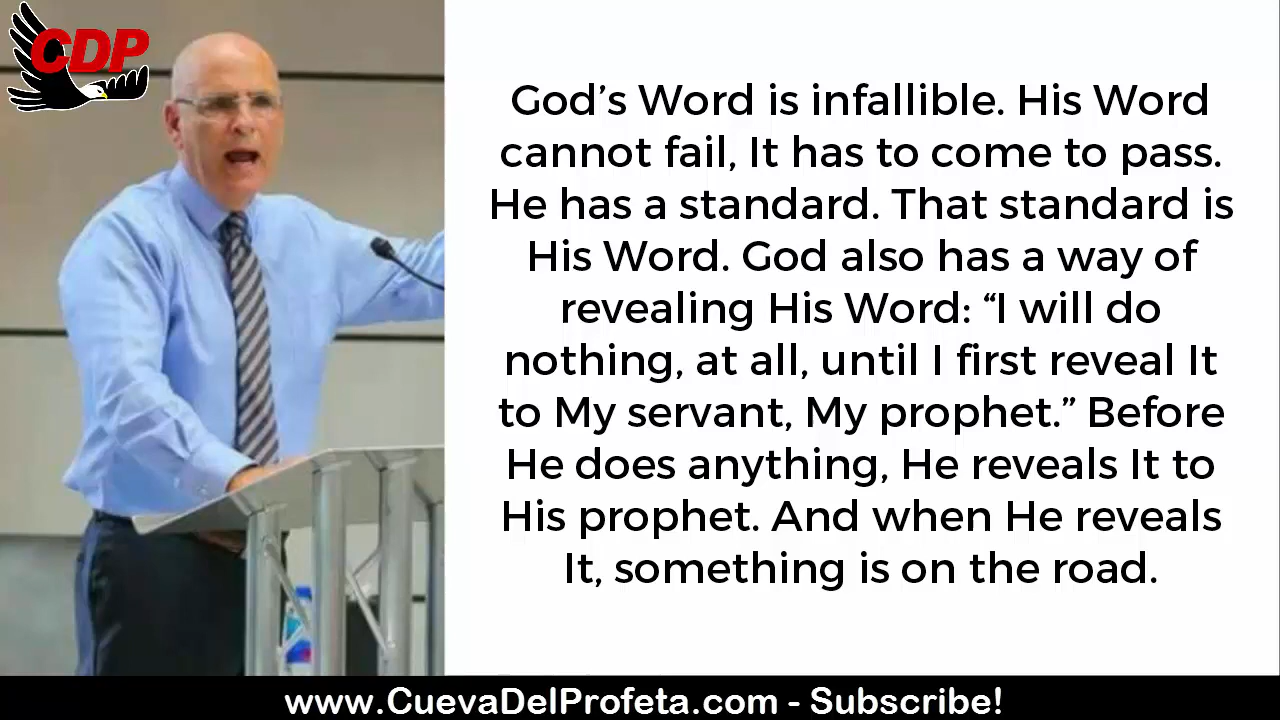 CDP
God’s Word is infallible. His Word
cannot fail, It has to come to pass.
He has a standard. That standard is
His Word. God also has a way of
revealing His Word: “I will do
nothing, at all, until I first reveal It
to My servant, My prophet.” Before
He does anything, He reveals It to
His prophet. And when He reveals
It, something is on the road.
www.CuevaDelProfeta.com - Subscribe!